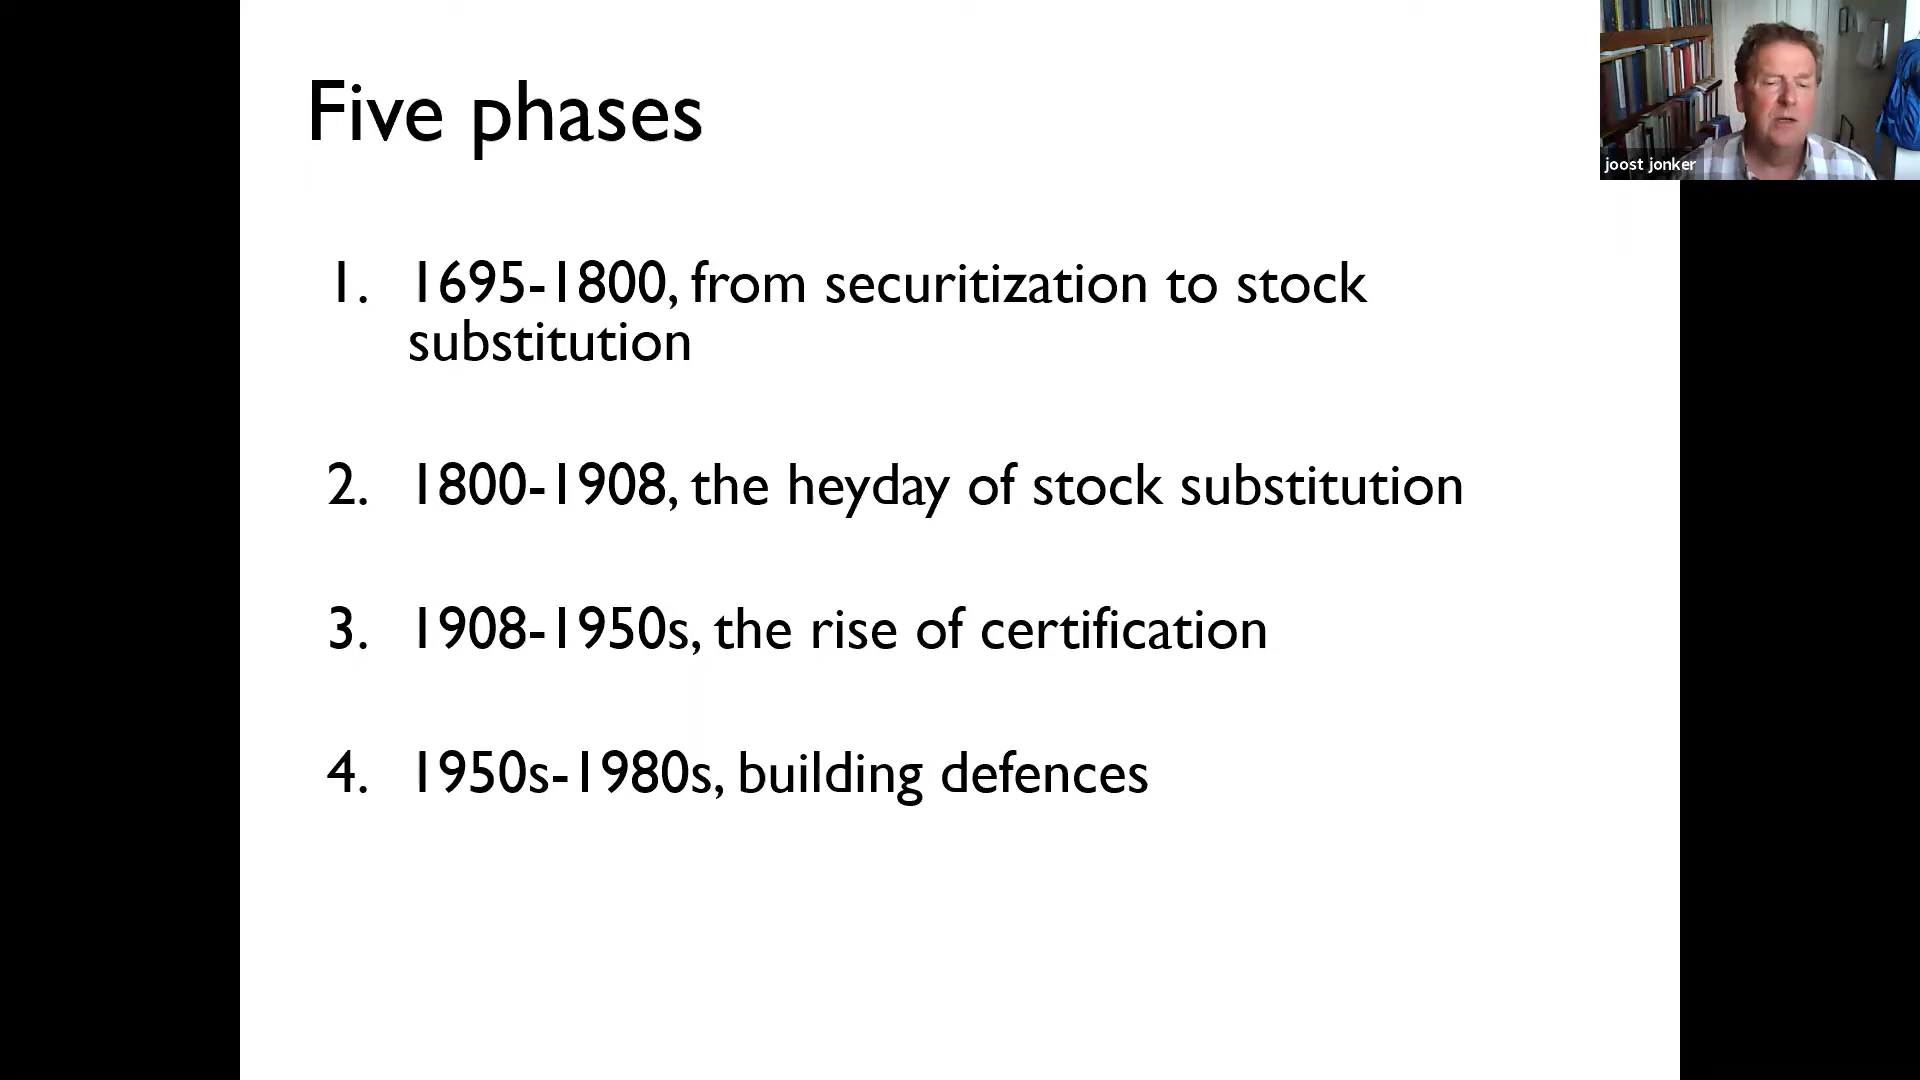 Five phases
joost jonker
1. 1695-1800, from securitization to stock
substitution
2. 1800-1908, the heyday of stock substitution
3. 1908-1950s, the rise of certification
4. 1950s-1980s, building defences